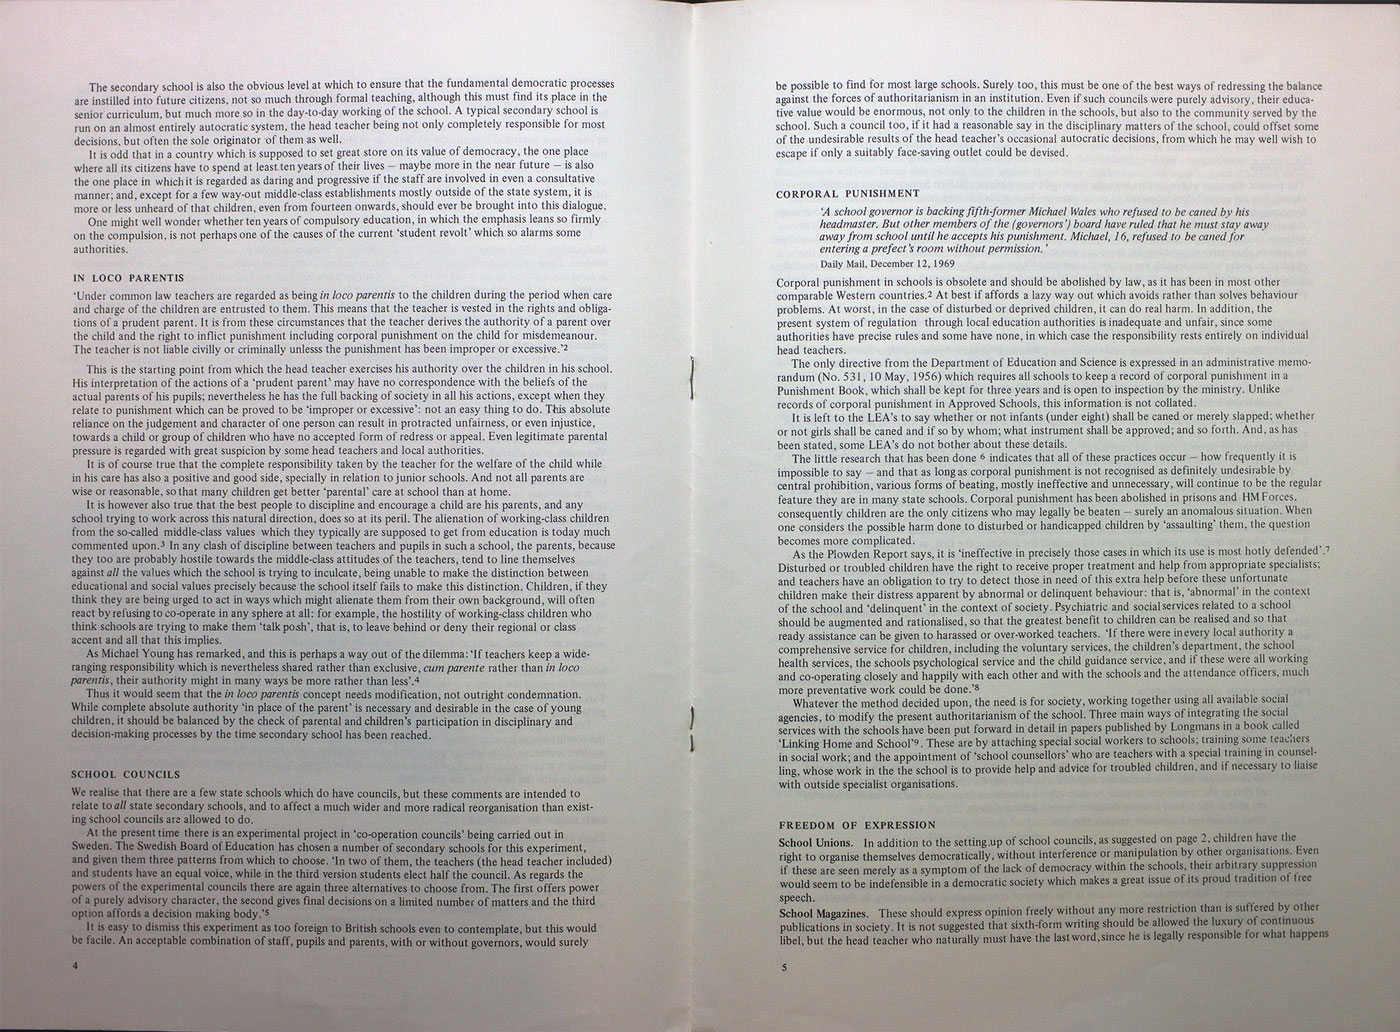 The secondary school is also the obvious level at which to ensure that the fundamental democratic processes
are instilled into future citizens, not so much through formal teaching, although this must find its place in the
senior curriculum, but much more so in the day-to-day working of the school. A typical secondary school is
run on an almost entirely autocratic system, the head teacher being not only completely responsible for most
decisions, but often the sole originator of them as well.
It is odd that in a country which is supposed to set great store on its value of democracy, the one place
where all its citizens have to spend at least ten years of their lives — maybe more in the near future — is also
the one place in which it is regarded as daring and progressive if the staff are involved in even a consultative
manner; and, except for a few way-out middle-class establishments mostly outside of the state system, it is
more or less unheard of that children, even from fourteen onwards, should ever be brought into this dialogue.
One might well wonder whether ten years of compulsory education, in which the emphasis leans so firmly
on the compulsion, is not perhaps one of the causes of the current 'student revolt' which so alarms some
authorities.
IN LOCO PARENTIS
'Under common law teachers are regarded as being in loco parentis to the children during the period when care
and charge of the children are entrusted to them. This means that the teacher is vested in the rights and obliga-
tions of a prudent parent. It is from these circumstances that the teacher derives the authority of a parent over
the child and the right to inflict punishment including corporal punishment on the child for misdemeanour.
The teacher is not liable civilly or criminally unlesss the punishment has been improper or excessive.'2
This is the starting point from which the head teacher exercises his authority over the children in his school.
His interpretation of the actions of a 'prudent parent' may have no correspondence with the beliefs of the
actual parents of his pupils; nevertheless he has the full backing of society in all his actions, except when they
relate to punishment which can be proved to be 'improper or excessive': not an easy thing to do. This absolute
reliance on the judgement and character of one person can result in protracted unfairness, or even injustice,
towards a child or group of children who have no accepted form of redress or appeal. Even legitimate parental
pressure is regarded with great suspicion by some head teachers and local authorities.
It is of course true that the complete responsibility taken by the teacher for the welfare of the child while
in his care has also a positive and good side, specially in relation to junior schools. And not all parents are
wise or reasonable, so that many children get better 'parental' care at school than at home.
It is however also true that the best people to discipline and encourage a child are his parents, and any
school trying to work across this natural direction, does so at its peril. The alienation of working-class children
from the so-called middle-class values which they typically are supposed to get from education is today much
commented upon.3 In any clash of discipline between teachers and pupils in such a school, the parents, because
they too are probably hostile towards the middle-class attitudes of the teachers, tend to line themselves
against all the values which the school is trying to inculcate, being unable to make the distinction between
educational and social values precisely because the school itself fails to make this distinction. Children, if they
think they are being urged to act in ways which might alienate them from their own background, will often
react by refusing to co-operate in any sphere at all: for example, the hostility of working-class children who
think schools are trying to make them 'talk posh', that is, to leave behind or deny their regional or class
accent and all that this implies.
As Michael Young has remarked, and this is perhaps a way out of the dilemma: 'If teachers keep a wide-
ranging responsibility which is nevertheless shared rather than exclusive, cum parente rather than in loco
parentis, their authority might in many ways be more rather than less'.4
Thus it would seem that the in loco parentis concept needs modification, not outright condemnation.
While complete absolute authority 'in place of the parent' is necessary and desirable in the case of young
children, it should be balanced by the check of parental and children's participation in disciplinary and
decision-making processes by the time secondary school has been reached.
SCHOOL COUNCILS
We realise that there are a few state schools which do have councils, but these comments are intended to
relate to all state secondary schools, and to affect a much wider and more radical reorganisation than exist-
ing school councils are allowed to do.
At the present time there is an experimental project in 'co-operation councils' being carried out in
Sweden. The Swedish Board of Education has chosen a number of secondary schools for this experiment,
and given them three patterns from which to choose. 'In two of them, the teachers (the head teacher included)
and students have an equal voice, while in the third version students elect half the council. As regards the
powers of the experimental councils there are again three alternatives to choose from. The first offers power
of a purely advisory character, the second gives final decisions on a limited number of matters and the third
option affords a decision making body.'5
It is easy to dismiss this experiment as too foreign to British schools even to contemplate, but this would
be facile. An acceptable combination of staff, pupils and parents, with or without governors, would surely
4
be possible to find for most large schools. Surely too, this must be one of the best ways of redressing the balance
against the forces of authoritarianism in an institution. Even if such councils were purely advisory, their educa-
tive value would be enormous, not only to the children in the schools, but also to the community served by the
school. Such a council too, if it had a reasonable say in the disciplinary matters of the school, could offset some
of the undesirable results of the head teacher's occasional autocratic decisions, from which he may well wish to
escape if only a suitably face-saving outlet could be devised.
CORPORAL PUNISHMENT
'A school governor is backing fifth-former Michael Wales who refused to be caned by his
headmaster. But other members of the (governors') board have ruled that he must stay away
away from school until he accepts his punishment. Michael, 16, refused to be caned for
entering a prefect's room without permission.'
Daily Mail, December 12, 1969
Corporal punishment in schools is obsolete and should be abolished by law, as it has been in most other
comparable Western countries.2 At best if affords a lazy way out which avoids rather than solves behaviour
problems. At worst, in the case of disturbed or deprived children, it can do real harm. In addition, the
present system of regulation through local education authorities is inadequate and unfair, since some
authorities have precise rules and some have none, in which case the responsibility rests entirely on individual
head teachers.
The only directive from the Department of Education and Science is expressed in an administrative memo-
randum (No. 531, 10 May, 1956) which requires all schools to keep a record of corporal punishment in a
Punishment Book, which shall be kept for three years and is open to inspection by the ministry. Unlike
records of corporal punishment in Approved Schools, this information is not collated.
It is left to the LEA's to say whether or not infants (under eight) shall be caned or merely slapped; whether
or not girls shall be caned and if so by whom; what instrument shall be approved; and so forth. And, as has
been stated, some LEA's do not bother about these details.
The little research that has been done 6 indicates that all of these practices occur — how frequently it is
impossible to say — and that as long as corporal punishment is not recognised as definitely undesirable by
central prohibition, various forms of beating, mostly ineffective and unnecessary, will continue to be the regular
feature they are in many state schools. Corporal punishment has been abolished in prisons and HM Forces,
consequently children are the only citizens who may legally be beaten — surely an anomalous situation. When
one considers the possible harm done to disturbed or handicapped children by 'assaulting' them, the question
becomes more complicated.
As the Plowden Report says, it is 'ineffective in precisely those cases in which its use is most hotly defended'.7
Disturbed or troubled children have the right to receive proper treatment and help from appropriate specialists;
and teachers have an obligation to try to detect those in need of this extra help before these unfortunate
children make their distress apparent by abnormal or delinquent behaviour: that is, 'abnormal' in the context
of the school and 'delinquent' in the context of society. Psychiatric and social services related to a school
should be augmented and rationalised, so that the greatest benefit to children can be realised and so that
ready assistance can be given to harassed or over-worked teachers. 'If there were in every local authority a
comprehensive service for children, including the voluntary services, the children's department, the school
health services, the schools psychological service and the child guidance service, and if these were all working
and co-operating closely and happily with each other and with the schools and the attendance officers, much
more preventative work could be done.'8
Whatever the method decided upon, the need is for society, working together using all available social
agencies, to modify the present authoritarianism of the school. Three main ways of integrating the social
services with the schools have been put forward in detail in papers published by Longmans in a book called
'Linking Home and School'9. These are by attaching special social workers to schools; training some teachers
in social work; and the appointment of 'school counsellors' who are teachers with a special training in counsel-
ling, whose work in the the school is to provide help and advice for troubled children, and if necessary to liaise
with outside specialist organisations.
FREEDOM OF EXPRESSION
School Unions. In addition to the setting up of school councils, as suggested on page 2, children have the
right to organise themselves democratically, without interference or manipulation by other organisations. Even
if these are seen merely as a symptom of the lack of democracy within the schools, their arbitrary suppression
would seem to be indefensible in a democratic society which makes a great issue of its proud tradition of free
speech.
School Magazines. These should express opinion freely without any more restriction than is suffered by other
publications in society. It is not suggested that sixth-form writing should be allowed the luxury of continuous
libel, but the head teacher who naturally must have the last word, since he is legally responsible for what happens
5